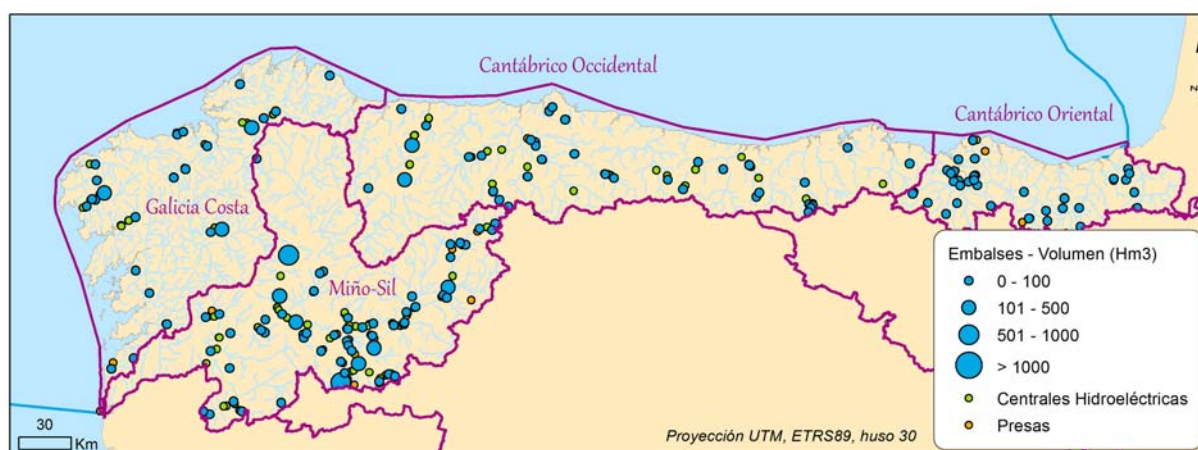 Cantábrico Occidental
Cantábrico Oriental
Galicia Costa
Miño-Sil
Embalses - Volumen (Hm3)
0 - 100
101 - 500
501 - 1000
> 1000
Centrales Hidroeléctricas
Presas
30
Km
Proyección UTM, ETRS89, huso 30